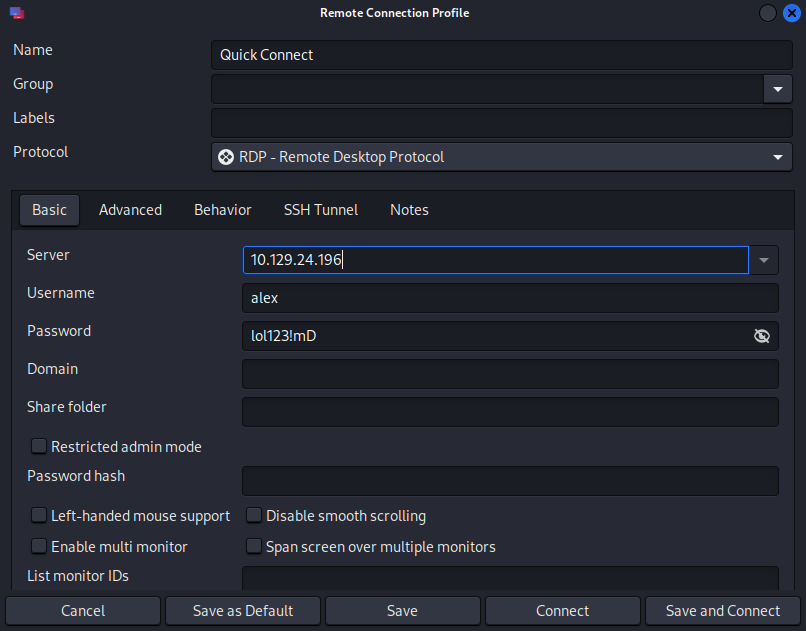 Remote Connection Profile
Name
Quick Connect
Group
Labels
Protocol
RDP - Remote Desktop Protocol
Basic Advanced Behavior SSH Tunnel Notes
Server
10.129.24.196
Username
alex
Password
lol123!mD
Domain
Share folder
Restricted admin mode
Password hash
Left-handed mouse support Disable smooth scrolling
Enable multi monitor Span screen over multiple monitors
List monitor IDs
Cancel Save as Default Save Connect Save and Connect